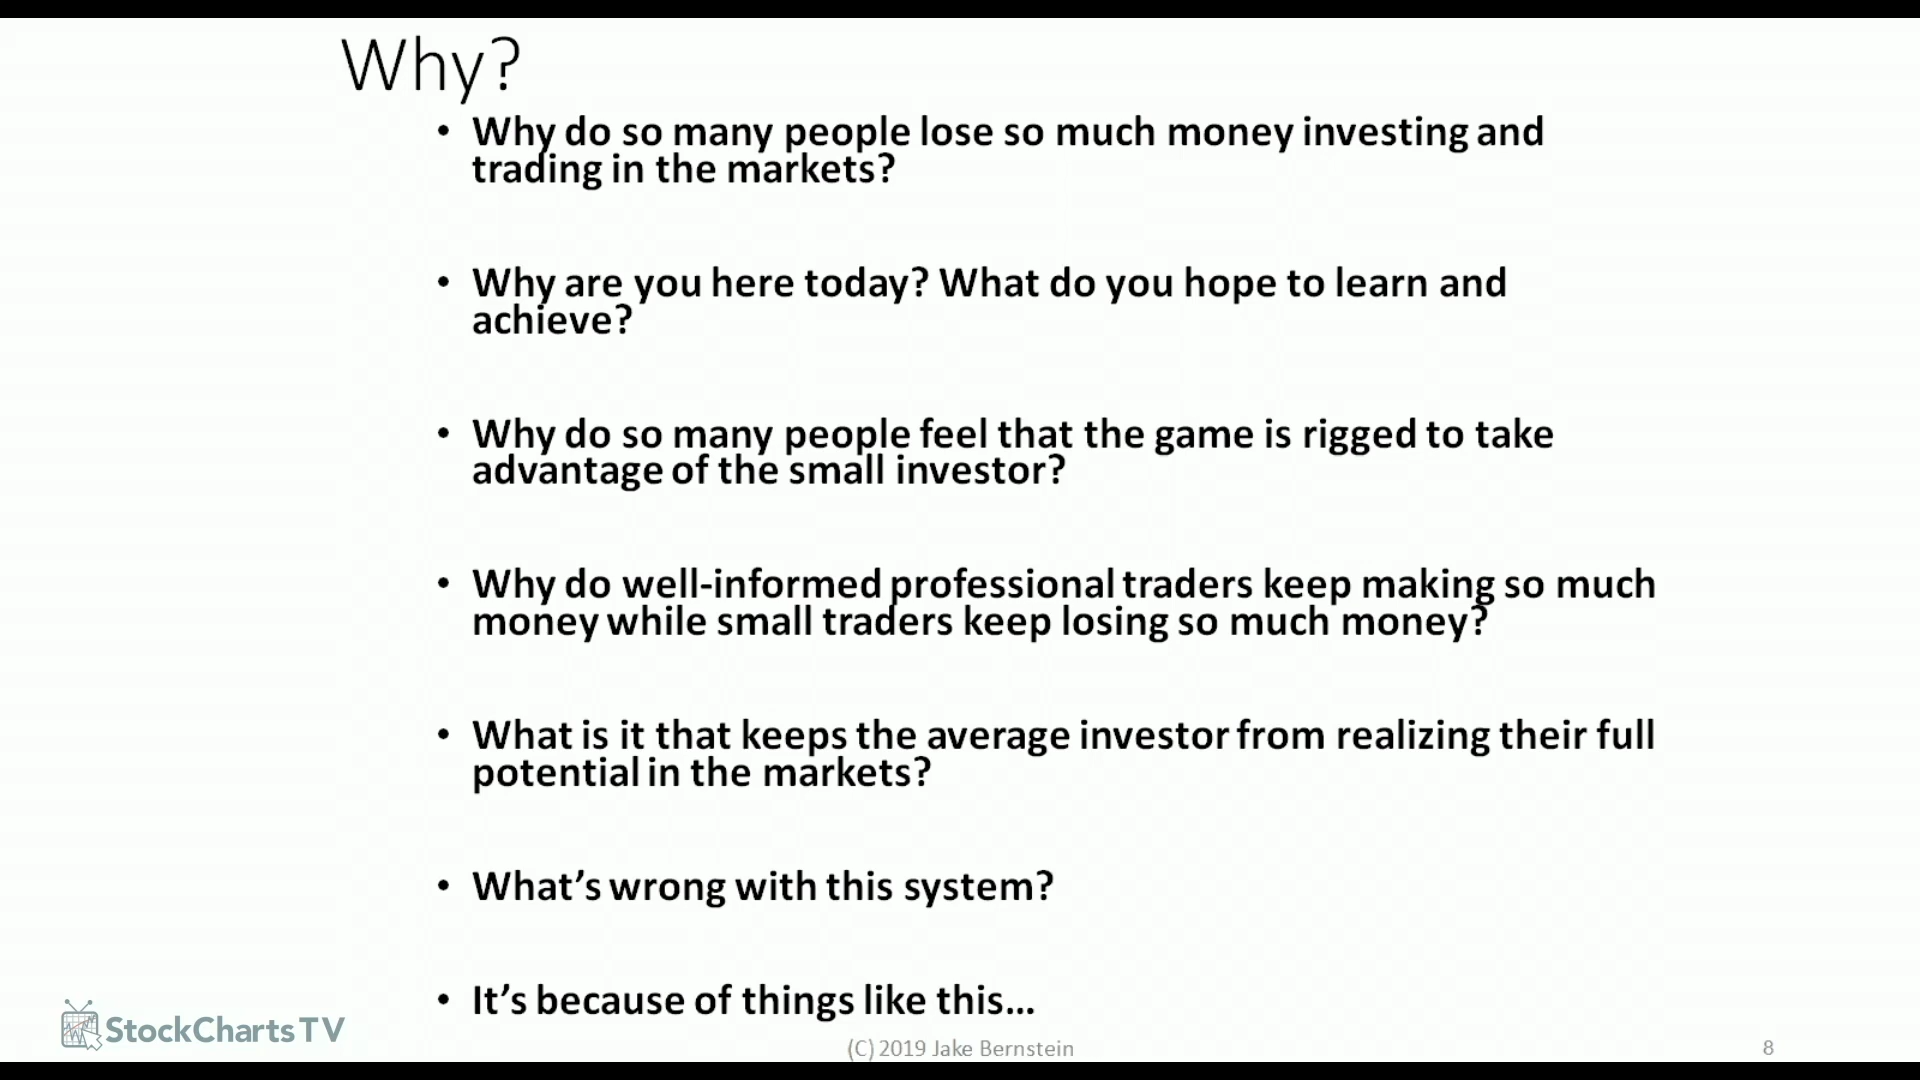 Why?
• Why do so many people lose so much money investing and
trading in the markets?
• Why are you here today? What do you hope to learn and
achieve?
• Why do so many people feel that the game is rigged to take
advantage of the small investor?
• Why do well-informed professional traders keep making so much
money while small traders keep losing so much money?
• What is it that keeps the average investor from realizing their full
potential in the markets?
• What’s wrong with this system?
• It’s because of things like this…
StockCharts TV
(C) 2019 Jake Bernstein
8